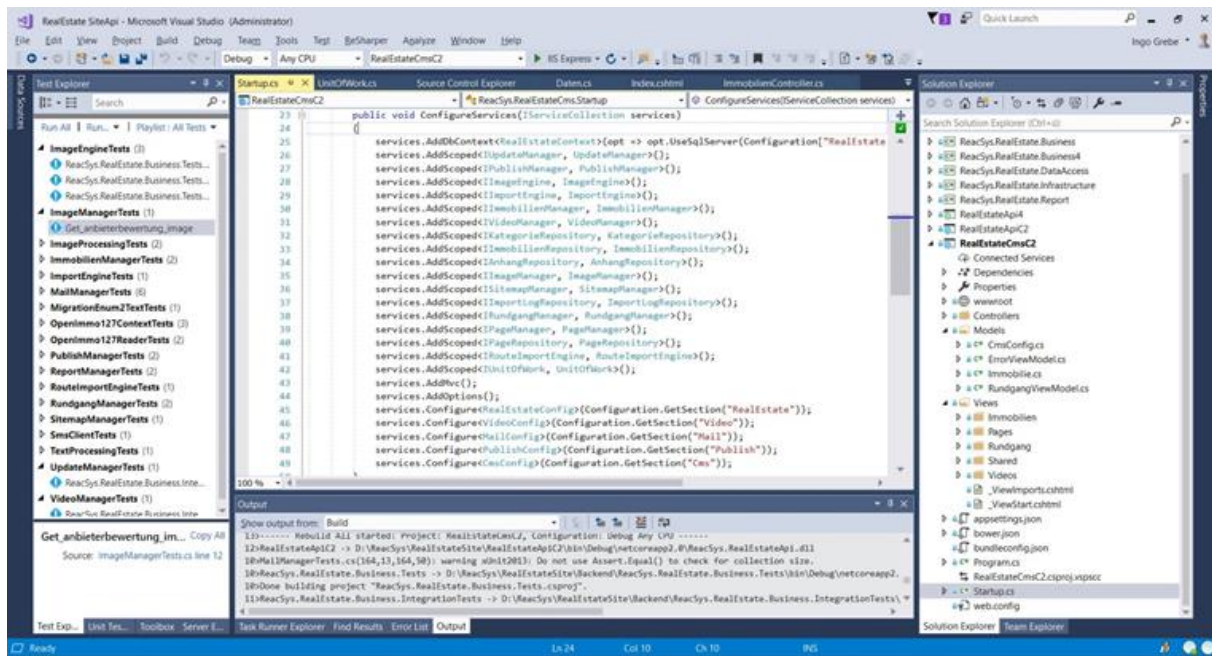 RealEstate SiteApi - Microsoft Visual Studio (Administrator)
Quick Launch
File Edit View Project Build Debug Team Tools Test ReSharper Analyze Window Help
Ingo Grebe
Debug Any CPU RealEstateCmsC2 IIS Express
Data Sources
Test Explorer
Search
Run All | Run... | Playlist : All Tests
ImageEngineTests (3)
ReacSys.RealEstate.Business.Tests...
ReacSys.RealEstate.Business.Tests...
ReacSys.RealEstate.Business.Tests...
ImageManagerTests (1)
Get_anbieterbewertung_image
ImageProcessingTests (2)
ImmobilienManagerTests (2)
ImportEngineTests (1)
MailManagerTests (6)
MigrationEnum2TextTests (1)
OpenImmo127ContextTests (3)
OpenImmo127ReaderTests (2)
PublishManagerTests (2)
ReportManagerTests (2)
RouteImportEngineTests (1)
RundgangManagerTests (2)
SitemapManagerTests (1)
SmsClientTests (1)
TextProcessingTests (1)
UpdateManagerTests (1)
ReacSys.RealEstate.Business.Inte...
VideoManagerTests (1)
ReacSys.RealEstate.Business.Inte...
Get_anbieterbewertung_im... Copy All
Source: ImageManagerTests.cs line 12
Test Exp... Unit Tes... Toolbox Server E...
Startup.cs UnitOfWork.cs Source Control Explorer Daten.cs Index.cshtml ImmobilienController.cs
RealEstateCmsC2 ReacSys.RealEstateCms.Startup ConfigureServices(IServiceCollection services)
23 public void ConfigureServices(IServiceCollection services)
24 {
25 services.AddDbContext<RealEstateContext>(opt => opt.UseSqlServer(Configuration["RealEstate
26 services.AddScoped<IUpdateManager, UpdateManager>();
27 services.AddScoped<IPublishManager, PublishManager>();
28 services.AddScoped<IImageEngine, ImageEngine>();
29 services.AddScoped<IImportEngine, ImportEngine>();
30 services.AddScoped<IImmobilienManager, ImmobilienManager>();
31 services.AddScoped<IVideoManager, VideoManager>();
32 services.AddScoped<IKategorieRepository, KategorieRepository>();
33 services.AddScoped<IImmobilienRepository, ImmobilienRepository>();
34 services.AddScoped<IAnhangRepository, AnhangRepository>();
35 services.AddScoped<IImageManager, ImageManager>();
36 services.AddScoped<ISitemapManager, SitemapManager>();
37 services.AddScoped<IImportLogRepository, ImportLogRepository>();
38 services.AddScoped<IRundgangManager, RundgangManager>();
39 services.AddScoped<IPageManager, PageManager>();
40 services.AddScoped<IPageRepository, PageRepository>();
41 services.AddScoped<IRouteImportEngine, RouteImportEngine>();
42 services.AddScoped<IUnitOfWork, UnitOfWork>();
43 services.AddMvc();
44 services.AddOptions();
45 services.Configure<RealEstateConfig>(Configuration.GetSection("RealEstate"));
46 services.Configure<VideoConfig>(Configuration.GetSection("Video"));
47 services.Configure<MailConfig>(Configuration.GetSection("Mail"));
48 services.Configure<PublishConfig>(Configuration.GetSection("Publish"));
49 services.Configure<CmsConfig>(Configuration.GetSection("Cms"));
100 %
Output
Show output from: Build
13>------ Rebuild All started: Project: RealEstateCmsC2, Configuration: Debug Any CPU ------
12>RealEstateApiC2 -> D:\ReacSys\RealEstateSite\RealEstateApiC2\bin\Debug\netcoreapp2.0\ReacSys.RealEstateApi.dll
10>MailManagerTests.cs(164,13,164,50): warning xUnit2013: Do not use Assert.Equal() to check for collection size.
10>ReacSys.RealEstate.Business.Tests -> D:\ReacSys\RealEstateSite\Backend\ReacSys.RealEstate.Business.Tests\bin\Debug\netcoreapp2.
10>Done building project "ReacSys.RealEstate.Business.Tests.csproj".
11>ReacSys.RealEstate.Business.IntegrationTests -> D:\ReacSys\RealEstateSite\Backend\ReacSys.RealEstate.Business.IntegrationTests\
Task Runner Explorer Find Results Error List Output
Solution Explorer
Search Solution Explorer (Ctrl+ü)
ReacSys.RealEstate.Business
ReacSys.RealEstate.Business4
ReacSys.RealEstate.DataAccess
ReacSys.RealEstate.Infrastructure
ReacSys.RealEstate.Report
RealEstateApi4
RealEstateApiC2
RealEstateCmsC2
Connected Services
Dependencies
Properties
wwwroot
Controllers
Models
CmsConfig.cs
ErrorViewModel.cs
Immobilie.cs
RundgangViewModel.cs
Views
Immobilien
Pages
Rundgang
Shared
Videos
_ViewImports.cshtml
_ViewStart.cshtml
appsettings.json
bower.json
bundleconfig.json
Program.cs
RealEstateCmsC2.csproj.vspscc
Startup.cs
web.config
Solution Explorer Team Explorer
Properties
Ready Ln 24 Col 10 Ch 10 INS